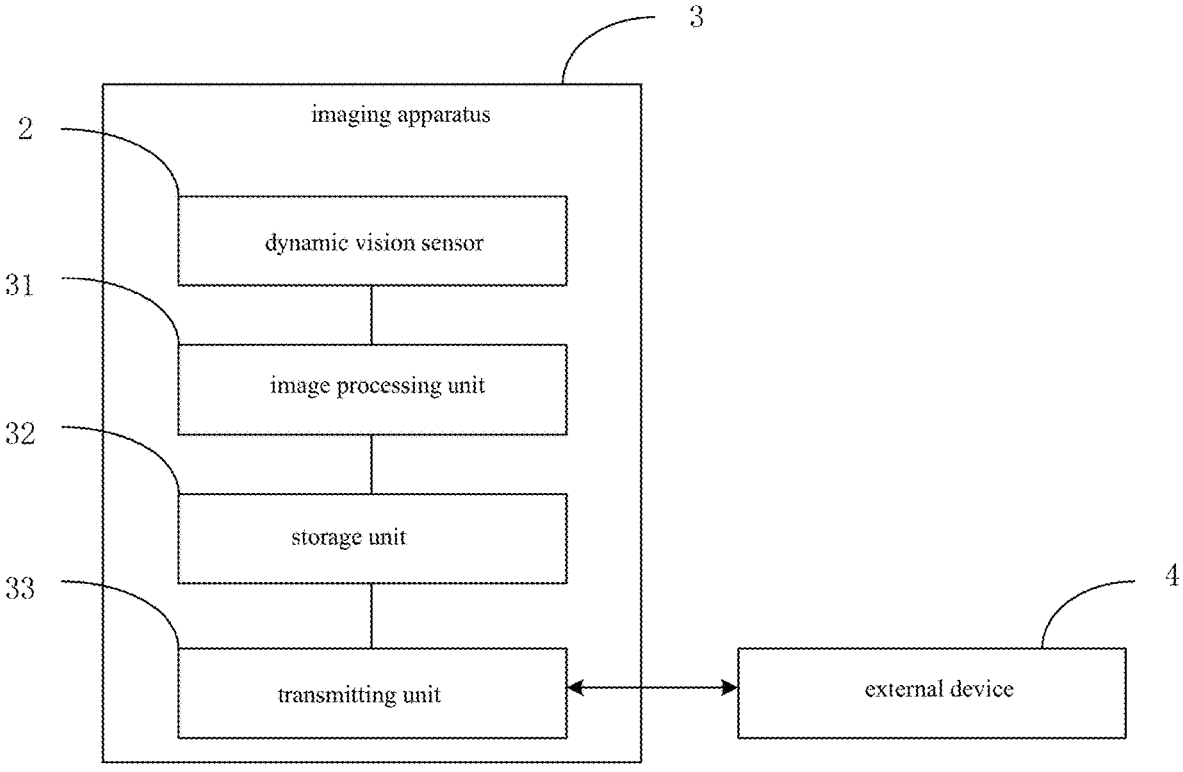 3
imaging apparatus
2
dynamic vision sensor
31
image processing unit
32
storage unit
33
transmitting unit
4
external device